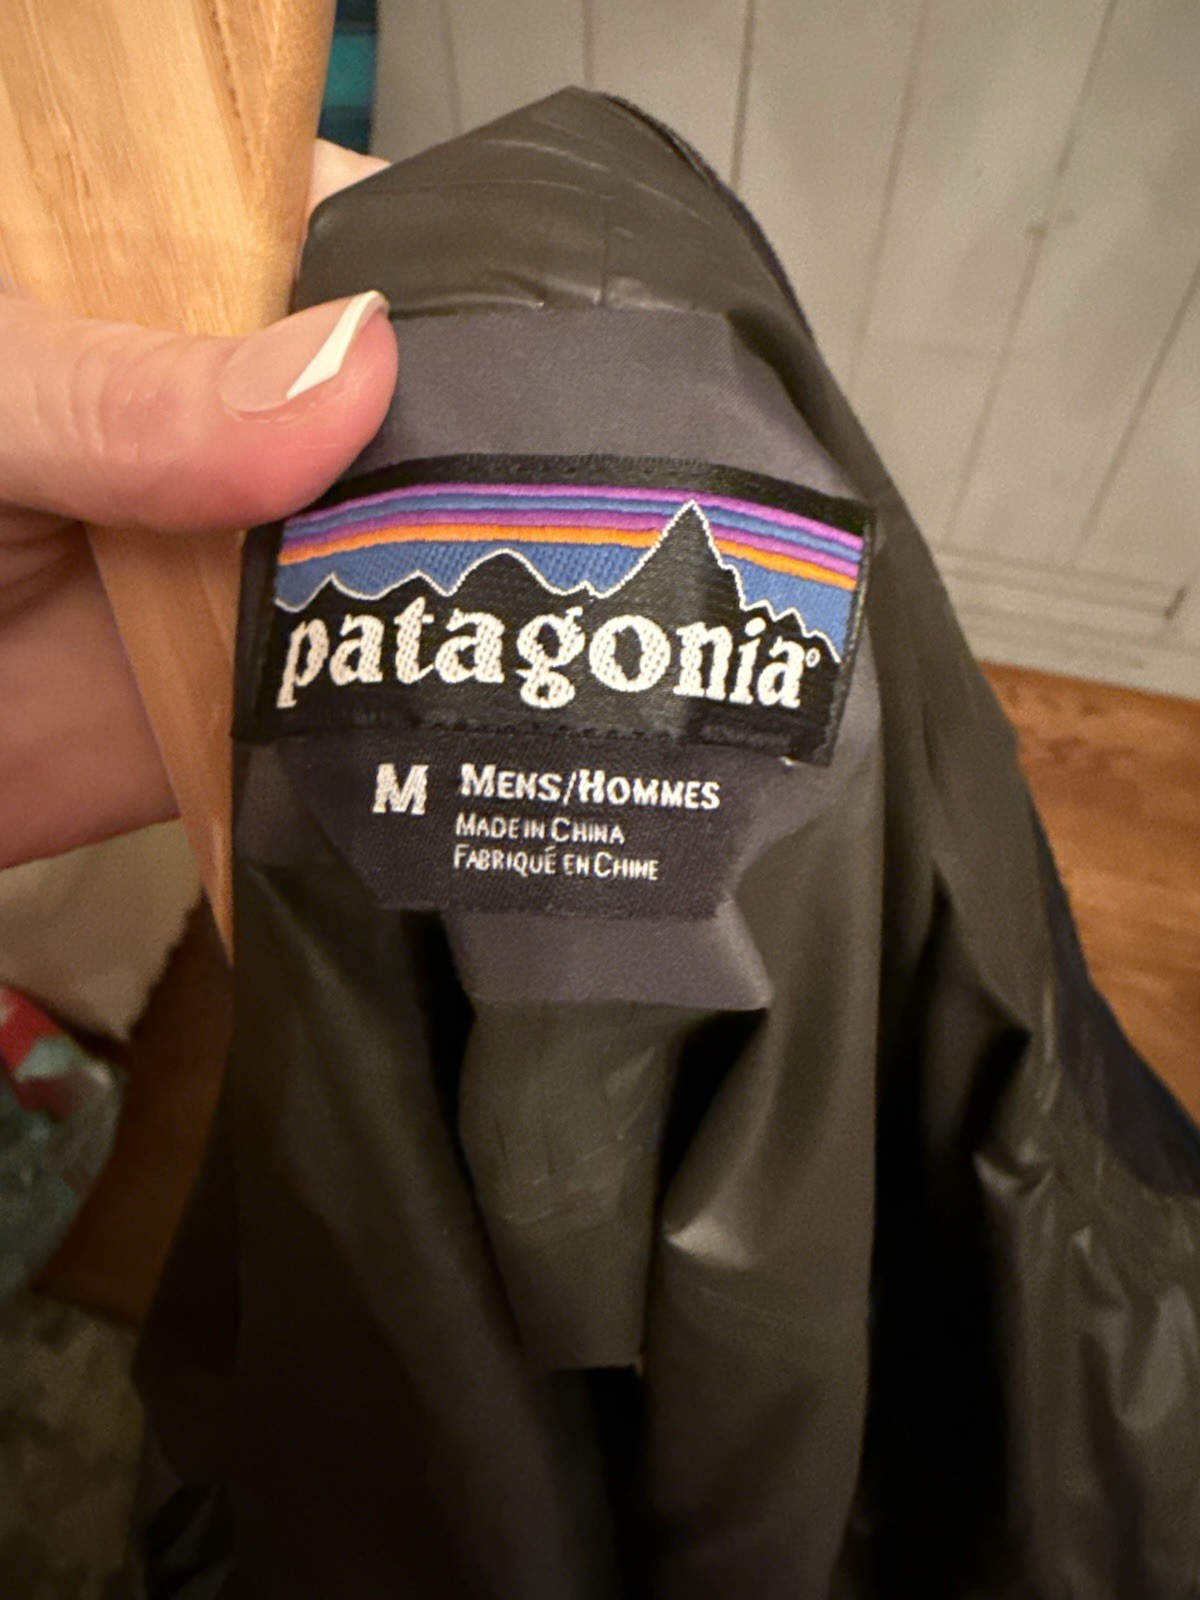 patagonia®
M MENS/HOMMES
MADE IN CHINA
FABRIQUÉ EN CHINE